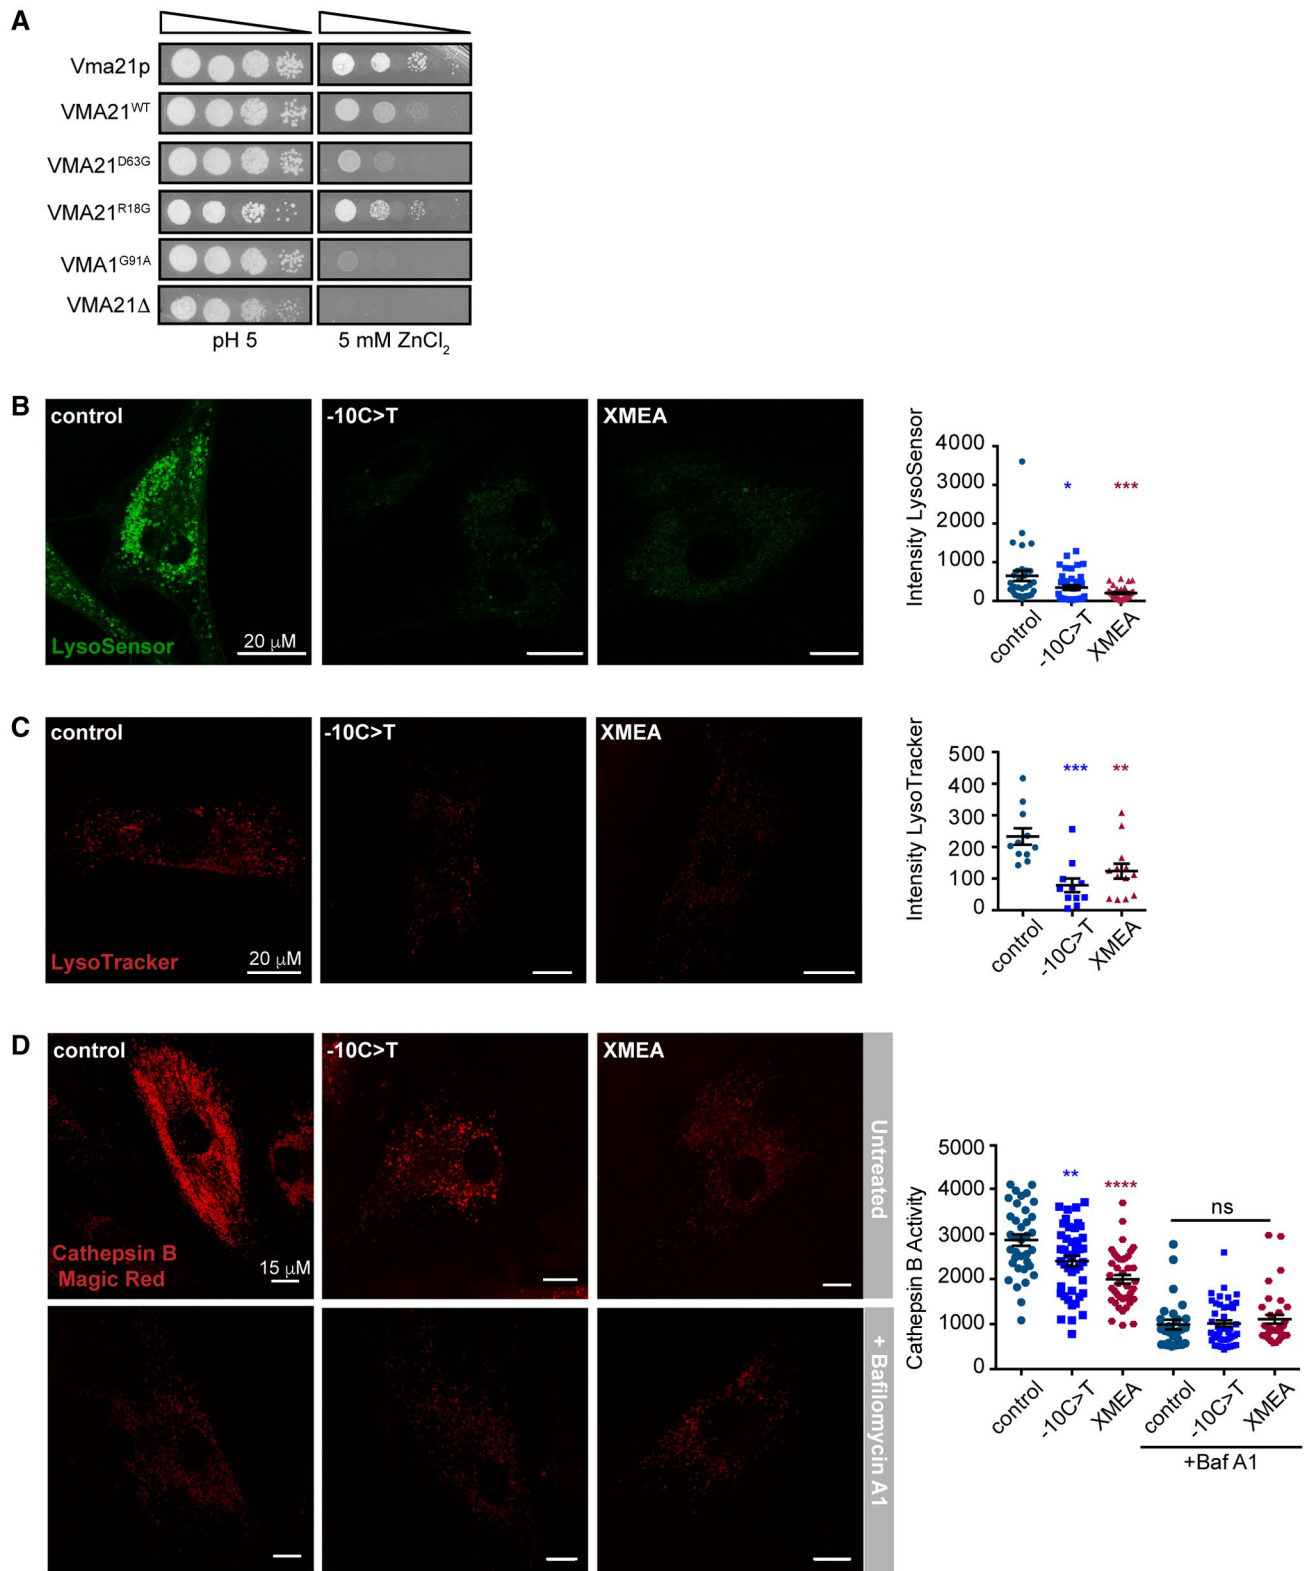 A
Vma21p
VMA21WT
VMA21D63G
VMA21R18G
VMA1G91A
VMA21Δ
pH 5
5 mM ZnCl2
B
control
-10C>T
XMEA
LysoSensor
20 μM
Intensity LysoSensor
4000
3000
2000
1000
0
*
***
control
-10C>T
XMEA
C
control
-10C>T
XMEA
LysoTracker
20 μM
Intensity LysoTracker
500
400
300
200
100
0
***
**
control
-10C>T
XMEA
D
control
-10C>T
XMEA
Untreated
Cathepsin B
Magic Red
15 μM
+ Bafilomycin A1
Cathepsin B Activity
5000
4000
3000
2000
1000
0
**
****
ns
control
-10C>T
XMEA
control
-10C>T
XMEA
+Baf A1